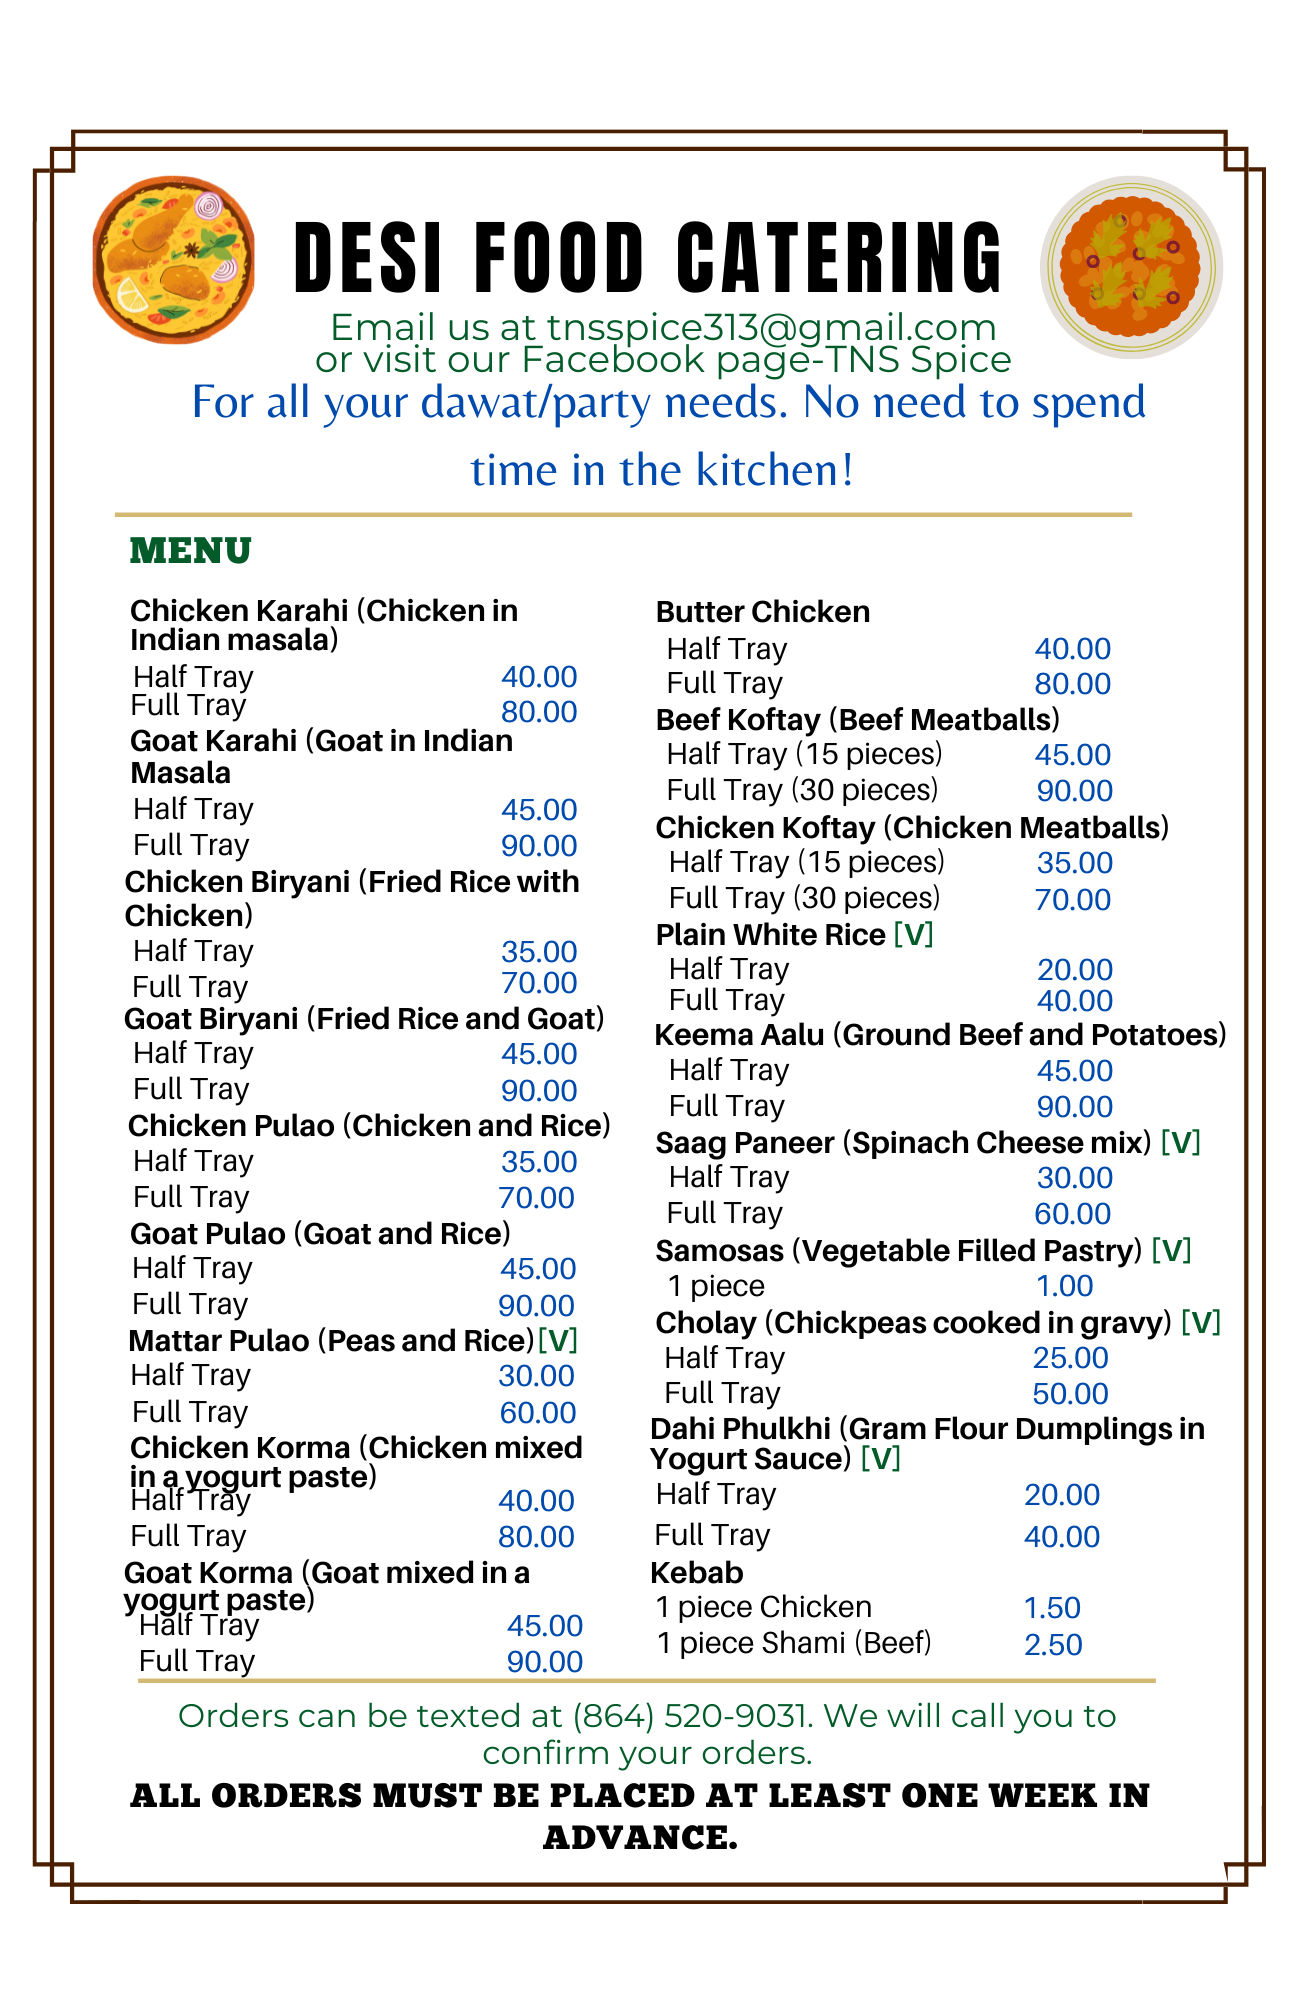 DESI FOOD CATERING
Email us at tnsspice313@gmail.com
or visit our Facebook page-TNS Spice
For all your dawat/party needs. No need to spend
time in the kitchen!
MENU
Chicken Karahi (Chicken in
Indian masala)
Half Tray 40.00
Full Tray 80.00
Goat Karahi (Goat in Indian
Masala
Half Tray 45.00
Full Tray 90.00
Chicken Biryani (Fried Rice with
Chicken)
Half Tray 35.00
Full Tray 70.00
Goat Biryani (Fried Rice and Goat)
Half Tray 45.00
Full Tray 90.00
Chicken Pulao (Chicken and Rice)
Half Tray 35.00
Full Tray 70.00
Goat Pulao (Goat and Rice)
Half Tray 45.00
Full Tray 90.00
Mattar Pulao (Peas and Rice)[V]
Half Tray 30.00
Full Tray 60.00
Chicken Korma (Chicken mixed
in a yogurt paste)
Half Tray 40.00
Full Tray 80.00
Goat Korma (Goat mixed in a
yogurt paste)
Half Tray 45.00
Full Tray 90.00
Butter Chicken
Half Tray 40.00
Full Tray 80.00
Beef Koftay (Beef Meatballs)
Half Tray (15 pieces) 45.00
Full Tray (30 pieces) 90.00
Chicken Koftay (Chicken Meatballs)
Half Tray (15 pieces) 35.00
Full Tray (30 pieces) 70.00
Plain White Rice [V]
Half Tray 20.00
Full Tray 40.00
Keema Aalu (Ground Beef and Potatoes)
Half Tray 45.00
Full Tray 90.00
Saag Paneer (Spinach Cheese mix) [V]
Half Tray 30.00
Full Tray 60.00
Samosas (Vegetable Filled Pastry) [V]
1 piece 1.00
Cholay (Chickpeas cooked in gravy) [V]
Half Tray 25.00
Full Tray 50.00
Dahi Phulkhi (Gram Flour Dumplings in
Yogurt Sauce) [V]
Half Tray 20.00
Full Tray 40.00
Kebab
1 piece Chicken 1.50
1 piece Shami (Beef) 2.50
Orders can be texted at (864) 520-9031. We will call you to
confirm your orders.
ALL ORDERS MUST BE PLACED AT LEAST ONE WEEK IN
ADVANCE.